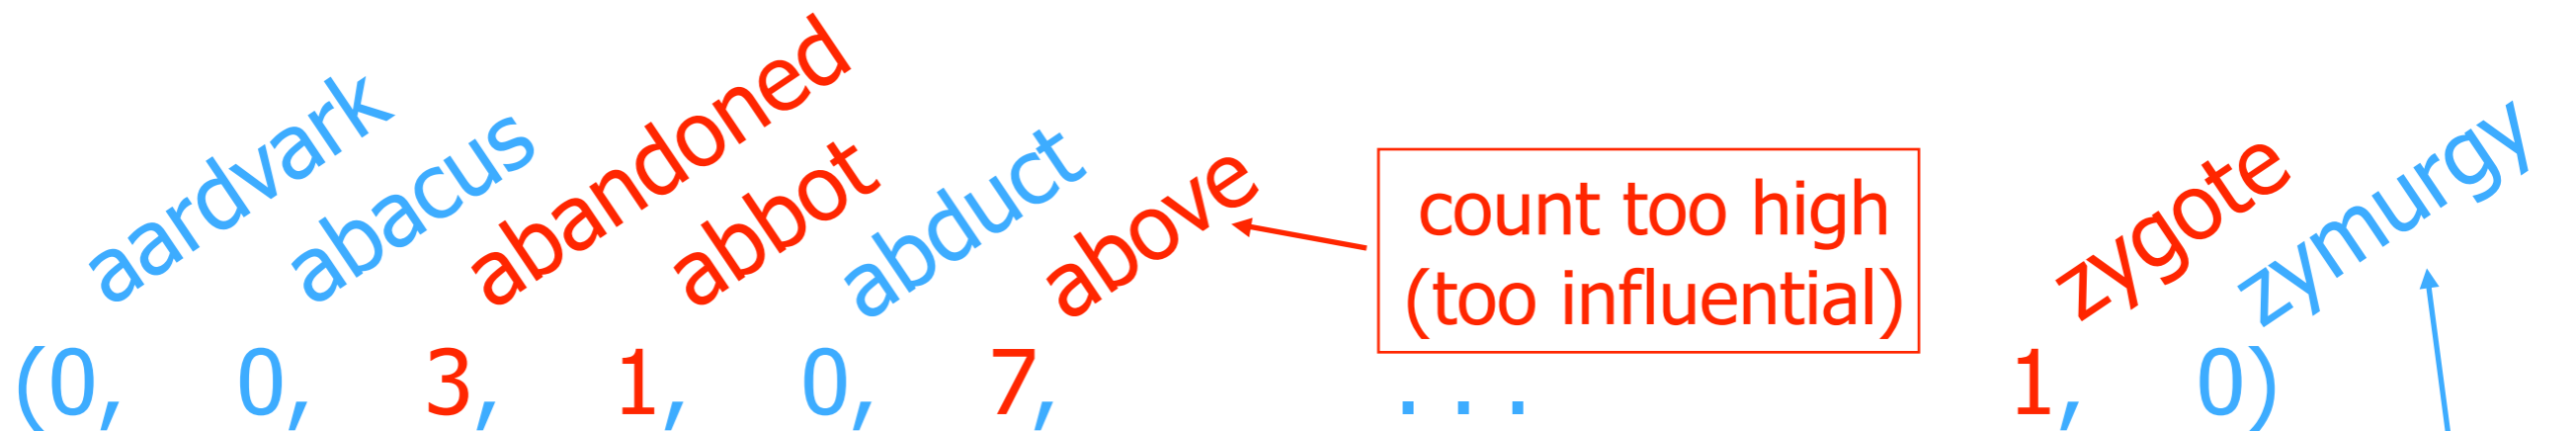 aardvark
abacus
abandoned
abbot
abduct
above
count too high
(too influential)
zygote
zymurgy
(0, 0, 3, 1, 0, 7, . . . 1, 0)